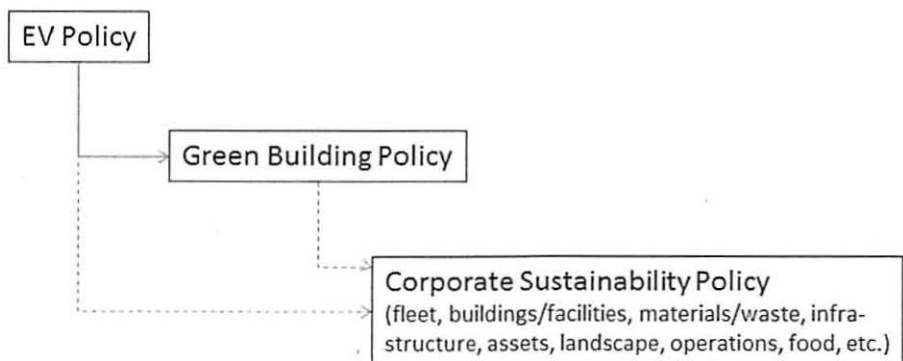 EV Policy
Green Building Policy
Corporate Sustainability Policy
(fleet, buildings/facilities, materials/waste, infra-
structure, assets, landscape, operations, food, etc.)